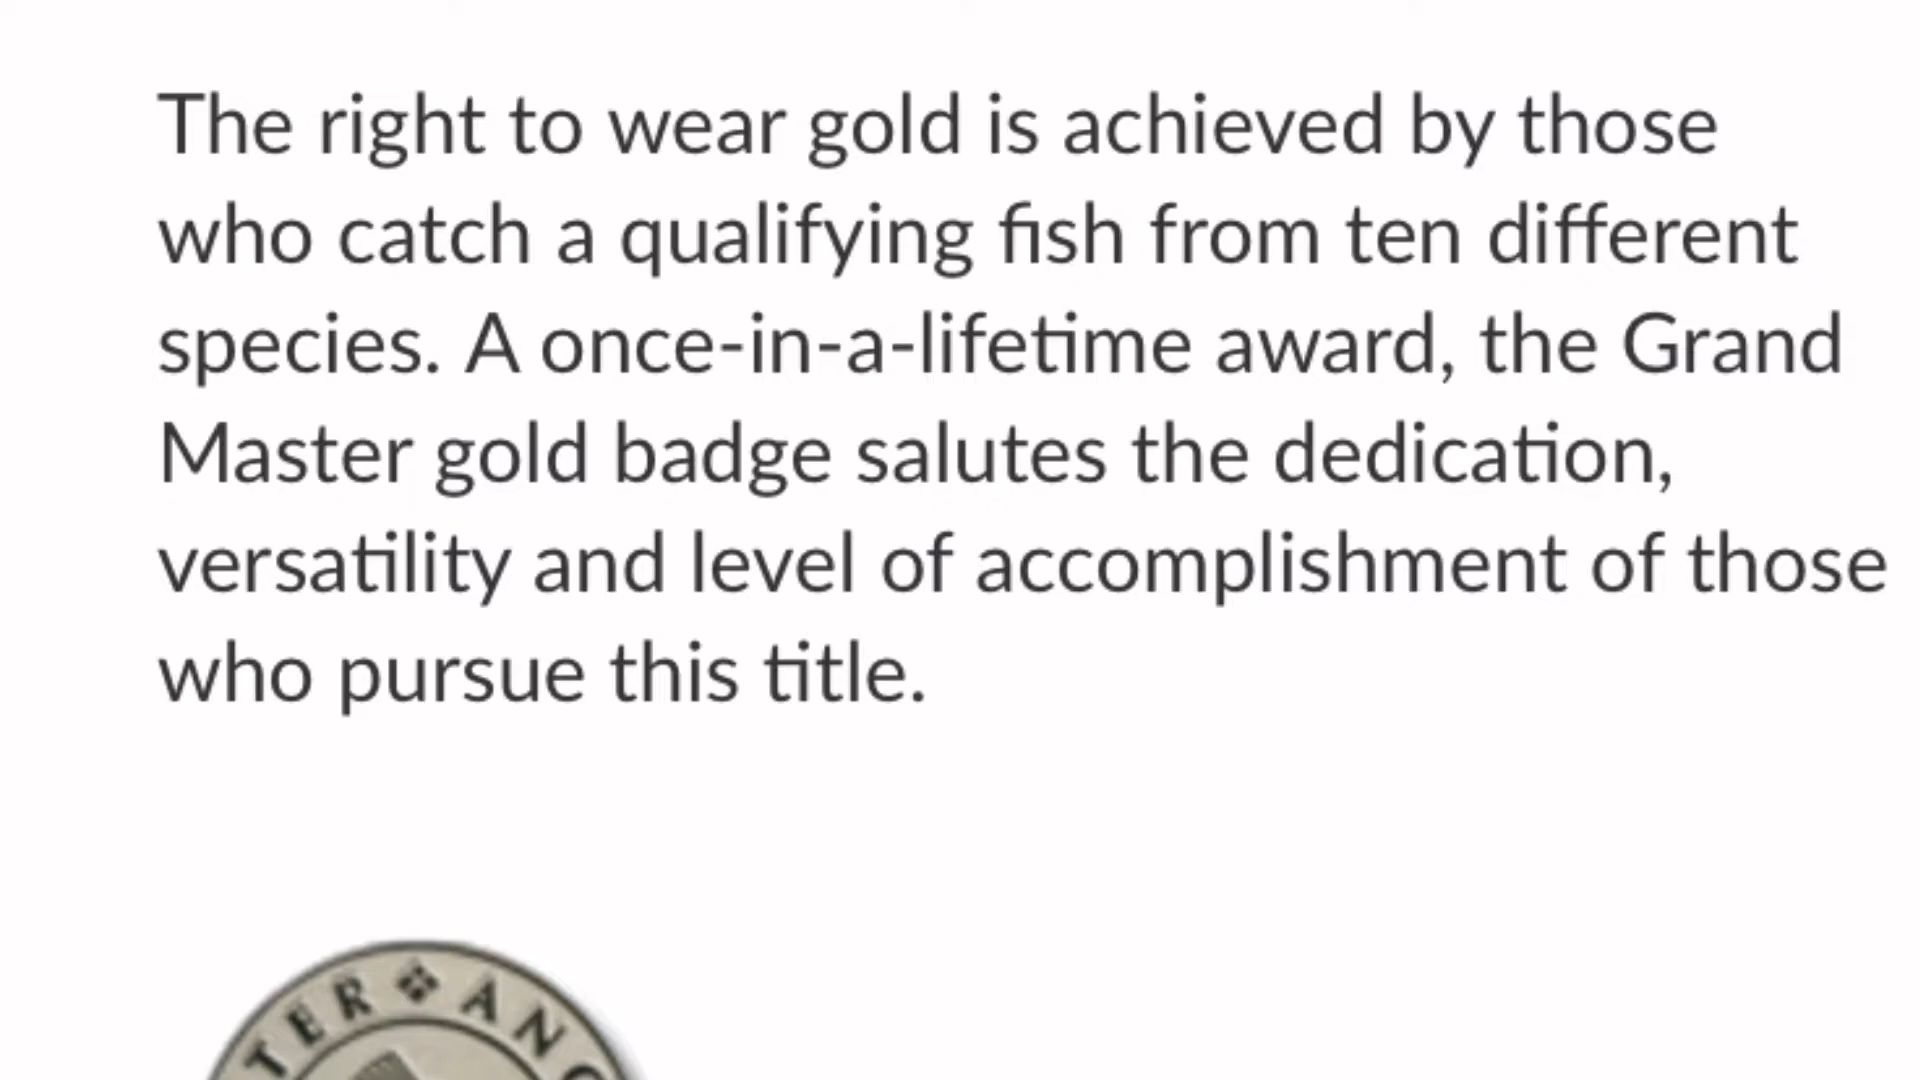 The right to wear gold is achieved by those
who catch a qualifying fish from ten different
species. A once-in-a-lifetime award, the Grand
Master gold badge salutes the dedication,
versatility and level of accomplishment of those
who pursue this title.